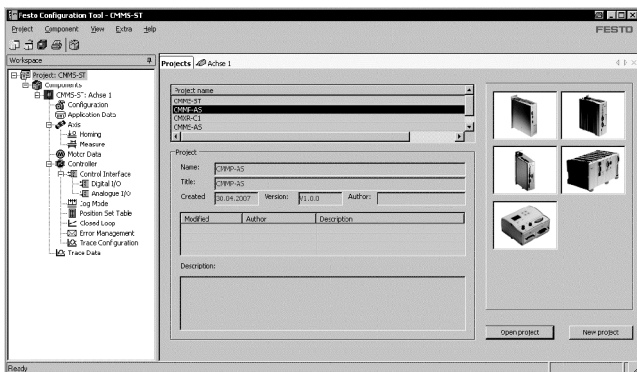 Festo Configuration Tool - CMMS-ST
Project Component View Extra Help
FESTO
Workspace
Project: CMMS-ST
Components
CMMS-ST: Achse 1
Configuration
Application Data
Axis
Homing
Measure
Motor Data
Controller
Control Interface
Digital I/O
Analogue I/O
Jog Mode
Position Set Table
Closed Loop
Error Management
Trace Configuration
Trace Data
Projects Achse 1
Project name
CMMS-ST
CMMP-AS
CMXR-C1
CMMS-AS
Project
Name: CMMP-AS
Title: CMMP-AS
Created 30.04.2007 Version: V1.0.0 Author:
Modified Author Description
Description:
Open project New project
Ready